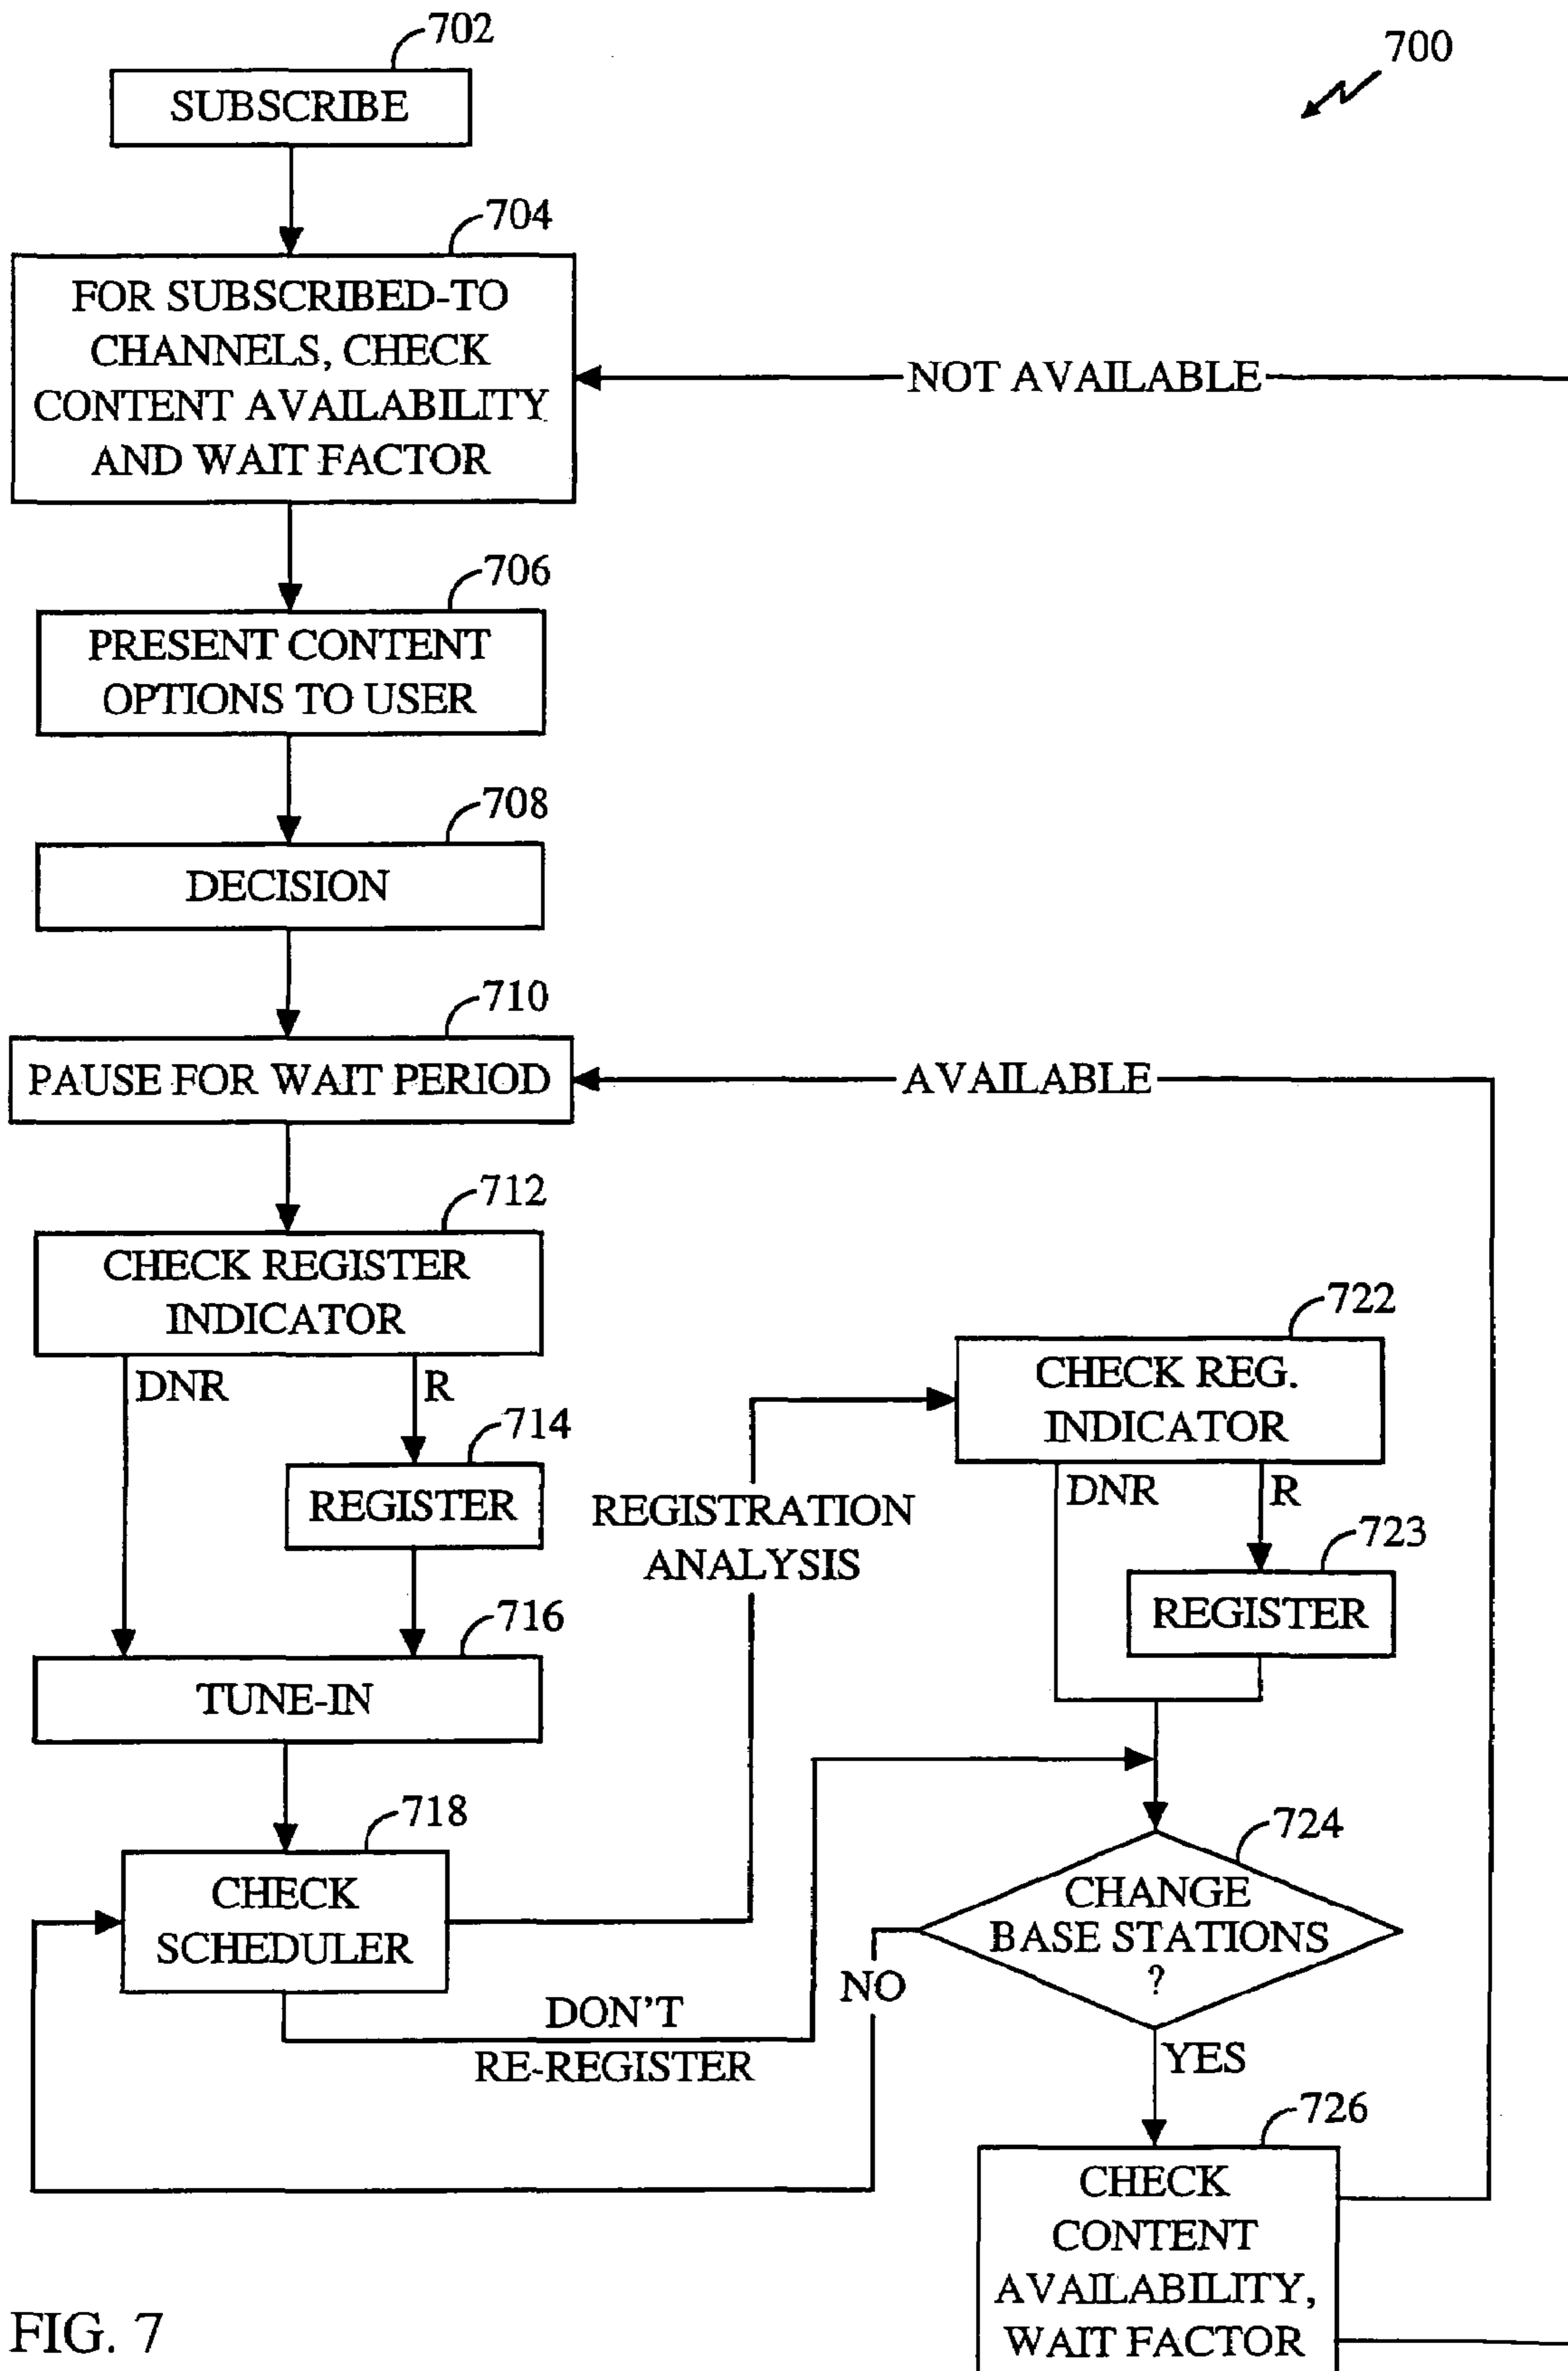 702
700
SUBSCRIBE
704
FOR SUBSCRIBED-TO
CHANNELS, CHECK
CONTENT AVAILABILITY
AND WAIT FACTOR
NOT AVAILABLE
706
PRESENT CONTENT
OPTIONS TO USER
708
DECISION
710
PAUSE FOR WAIT PERIOD
AVAILABLE
712
CHECK REGISTER
INDICATOR
DNR
R
714
REGISTER
716
TUNE-IN
718
CHECK
SCHEDULER
REGISTRATION
ANALYSIS
DON'T
RE-REGISTER
722
CHECK REG.
INDICATOR
DNR
R
723
REGISTER
724
CHANGE
BASE STATIONS
?
NO
YES
726
CHECK
CONTENT
AVAILABILITY,
WAIT FACTOR
FIG. 7